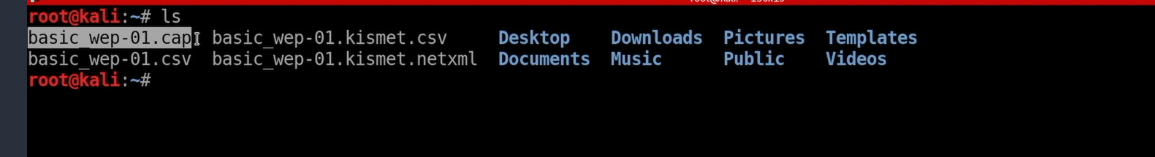 root@kali:~# ls
basic_wep-01.cap basic_wep-01.kismet.csv Desktop Downloads Pictures Templates
basic_wep-01.csv basic_wep-01.kismet.netxml Documents Music Public Videos
root@kali:~#